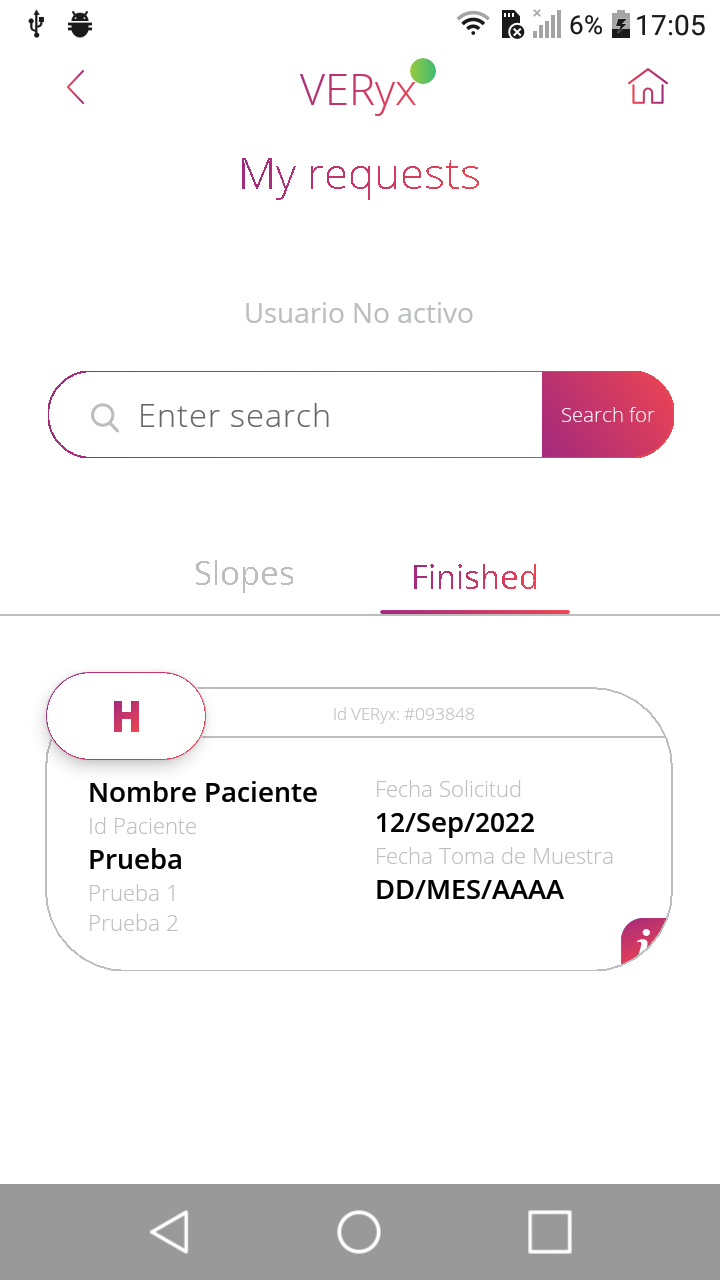 6% 17:05
VERyx
My requests
Usuario No activo
Enter search
Search for
Slopes
Finished
H
Id VERyx: #093848
Nombre Paciente
Id Paciente
Prueba
Prueba 1
Prueba 2
Fecha Solicitud
12/Sep/2022
Fecha Toma de Muestra
DD/MES/AAAA
i